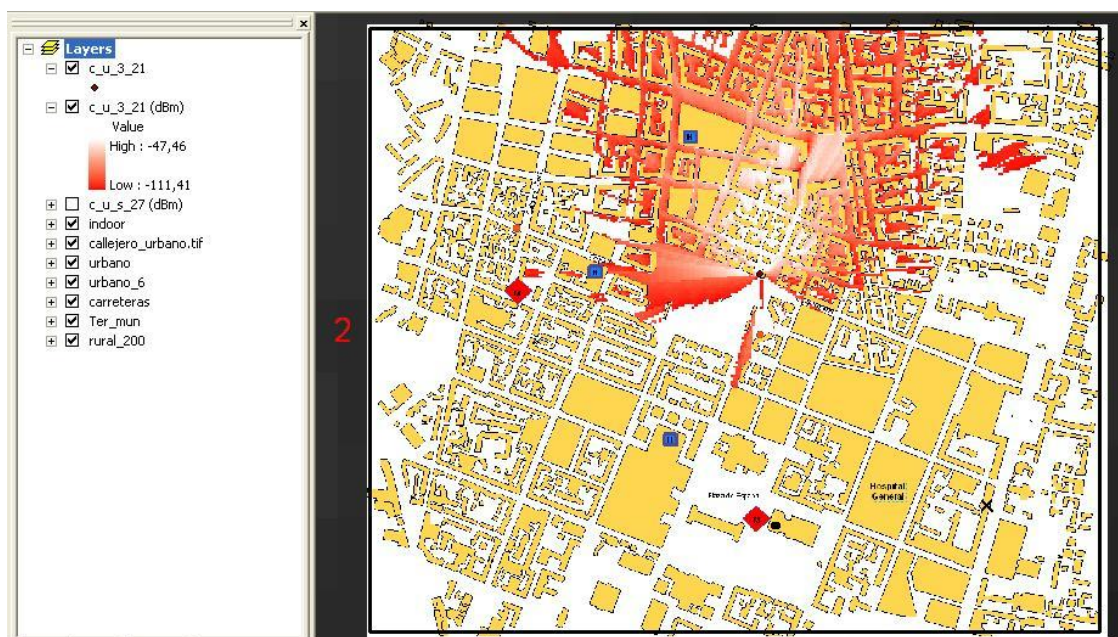 Layers
c_u_3_21
c_u_3_21 (dBm)
Value
High : -47,46
Low : -111,41
c_u_s_27 (dBm)
indoor
callejero_urbano.tif
urbano
urbano_6
carreteras
Ter_mun
rural_200
2
H
Hospital
General